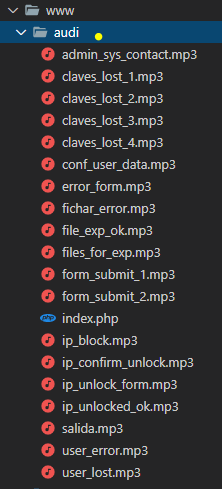 www
audi
admin_sys_contact.mp3
claves_lost_1.mp3
claves_lost_2.mp3
claves_lost_3.mp3
claves_lost_4.mp3
conf_user_data.mp3
error_form.mp3
fichar_error.mp3
file_exp_ok.mp3
files_for_exp.mp3
form_submit_1.mp3
form_submit_2.mp3
php index.php
ip_block.mp3
ip_confirm_unlock.mp3
ip_unlock_form.mp3
ip_unlocked_ok.mp3
salida.mp3
user_error.mp3
user_lost.mp3